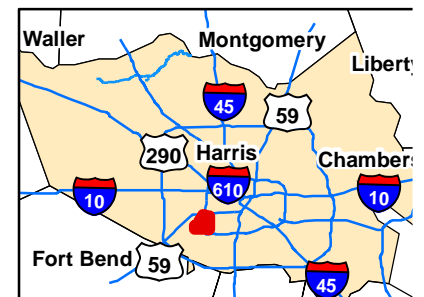 Waller
Montgomery
Liberty
45
59
290
Harris
Chambers
610
10
10
Fort Bend
59
45